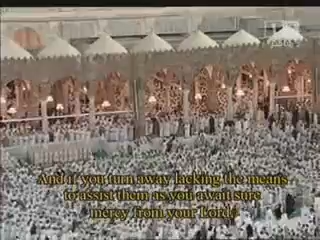 And if you turn away lacking the means
to assist them as you await sure
mercy from your Lord,